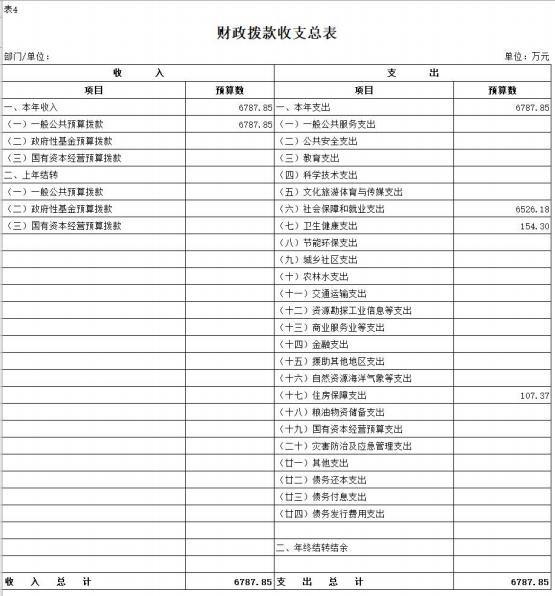 表4
财政拨款收支总表
部门/单位： 单位：万元
收 入 支 出
项目 预算数 项目 预算数
一、本年收入 6787.85 一、本年支出 6787.85
（一）一般公共预算拨款 6787.85 （一）一般公共服务支出
（二）政府性基金预算拨款 （二）公共安全支出
（三）国有资本经营预算拨款 （三）教育支出
二、上年结转 （四）科学技术支出
（一）一般公共预算拨款 （五）文化旅游体育与传媒支出
（二）政府性基金预算拨款 （六）社会保障和就业支出 6526.18
（三）国有资本经营预算拨款 （七）卫生健康支出 154.30
（八）节能环保支出
（九）城乡社区支出
（十）农林水支出
（十一）交通运输支出
（十二）资源勘探工业信息等支出
（十三）商业服务业等支出
（十四）金融支出
（十五）援助其他地区支出
（十六）自然资源海洋气象等支出
（十七）住房保障支出 107.37
（十八）粮油物资储备支出
（十九）国有资本经营预算支出
（二十）灾害防治及应急管理支出
（廿一）其他支出
（廿二）债务还本支出
（廿三）债务付息支出
（廿四）债务发行费用支出
二、年终结转结余
收 入 总 计 6787.85 支 出 总 计 6787.85